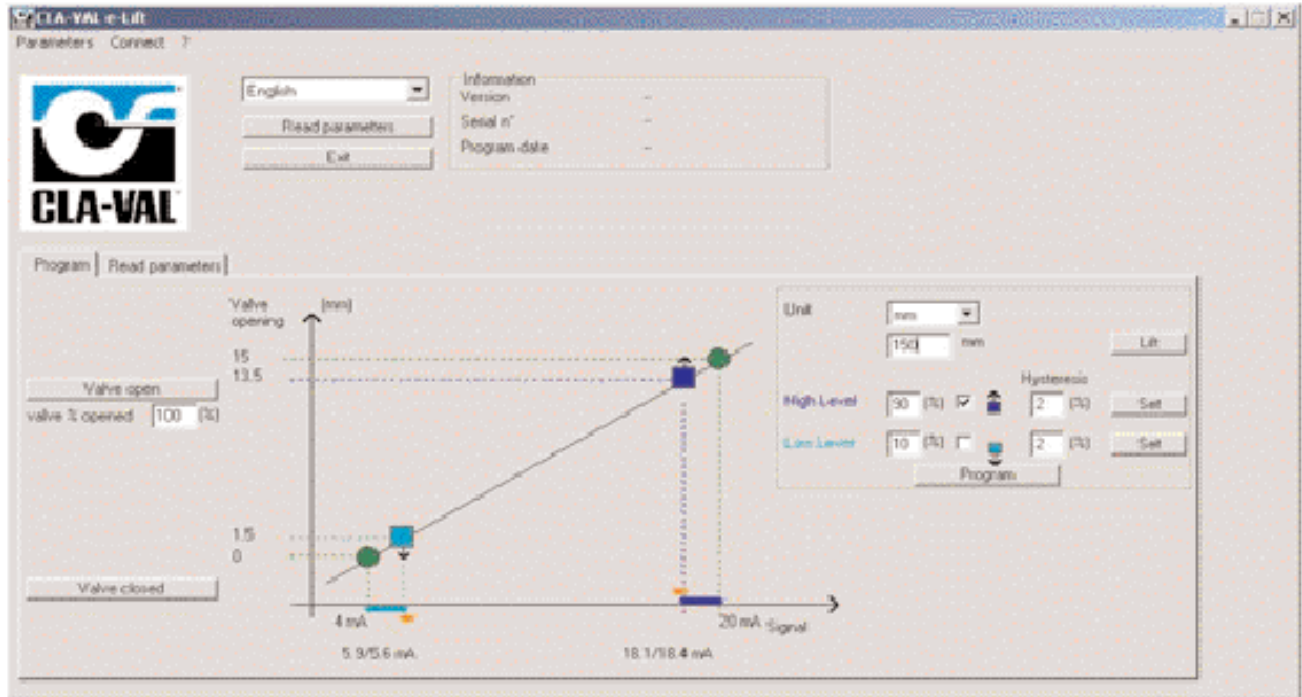 CLA-VAL e-Lift
Parameters Connect ?
English
Read parameters
Exit
Information
Version --
Serial n° --
Program date --
CLA-VAL
Program Read parameters
Valve opening (mm)
15
13.5
1.5
0
Valve open
valve % opened 100 (%)
Valve closed
4 mA
20 mA
Signal
5.9/5.6 mA
18.1/18.4 mA
Unit mm
150 mm Lift
Hysteresis
High Level 90 (%) 2 (%) Set
Low Lewer 10 (%) 2 (%) Set
Program